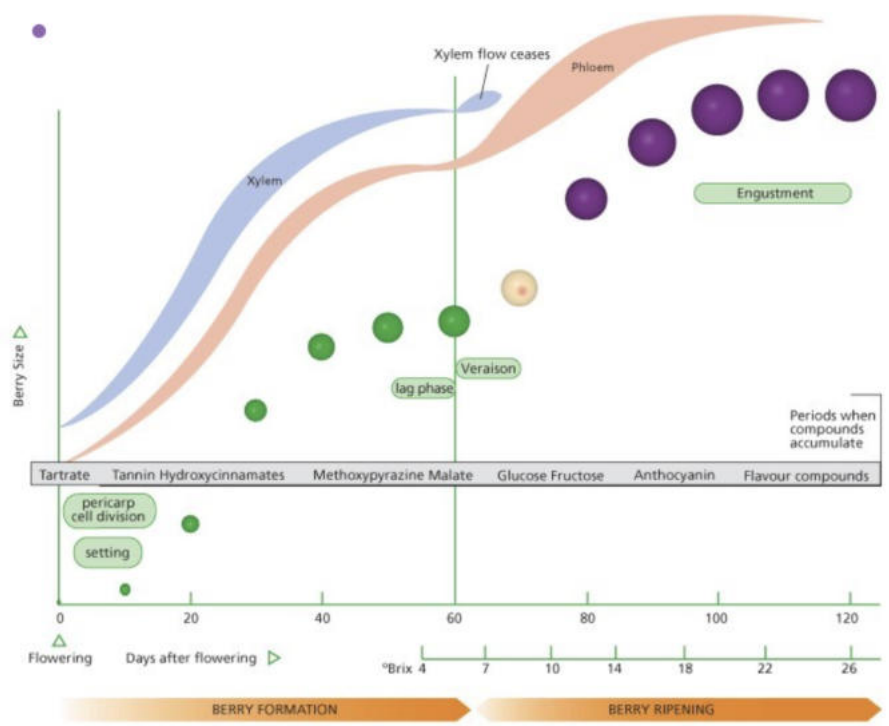 Xylem flow ceases
Phloem
Xylem
Engustment
Berry Size
Veraison
lag phase
Periods when
compounds
accumulate
Tartrate Tannin Hydroxycinnamates Methoxypyrazine Malate Glucose Fructose Anthocyanin Flavour compounds
pericarp
cell division
setting
0 20 40 60 80 100 120
Flowering Days after flowering
ºBrix 4 7 10 14 18 22 26
BERRY FORMATION BERRY RIPENING